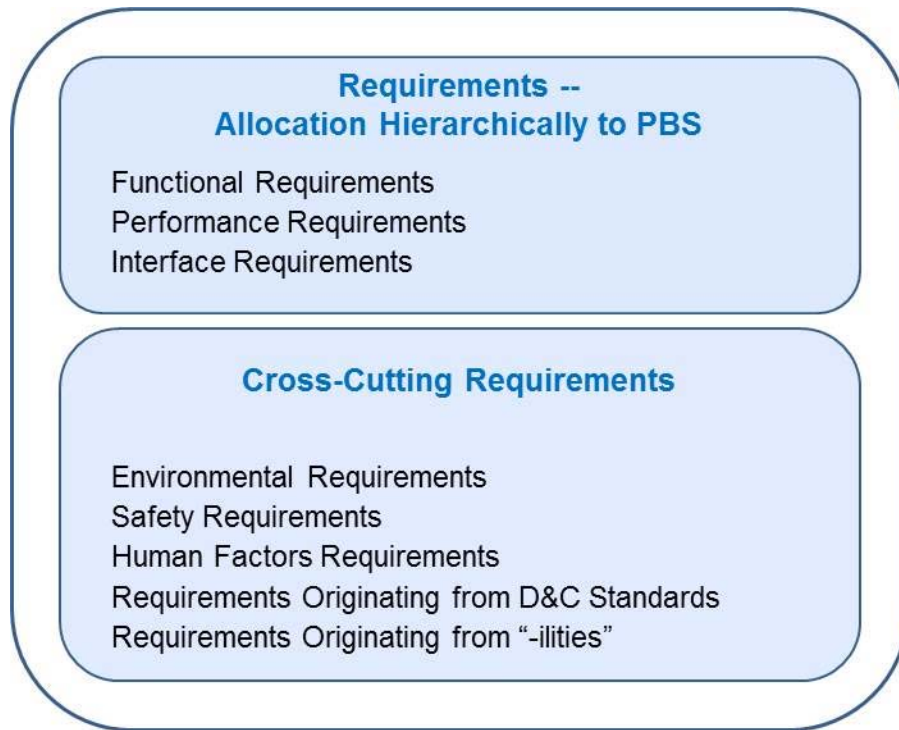 Requirements --
Allocation Hierarchically to PBS
Functional Requirements
Performance Requirements
Interface Requirements
Cross-Cutting Requirements
Environmental Requirements
Safety Requirements
Human Factors Requirements
Requirements Originating from D&C Standards
Requirements Originating from “-ilities”